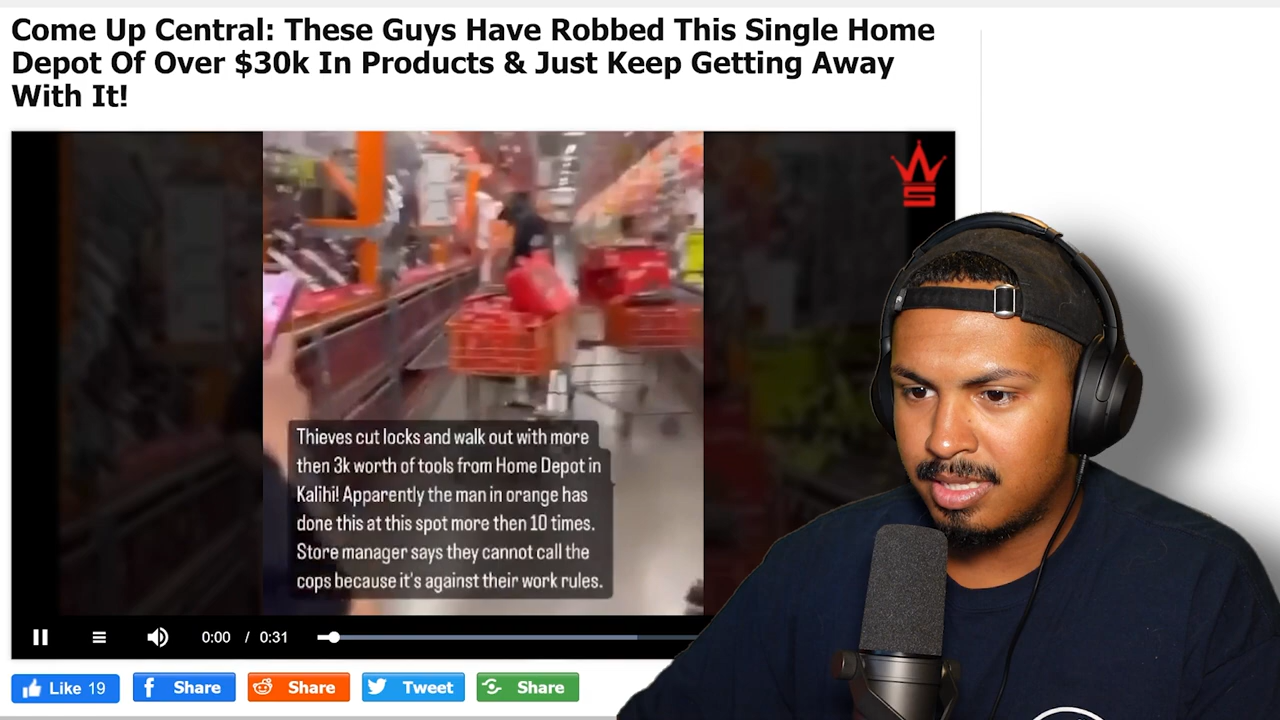 Come Up Central: These Guys Have Robbed This Single Home
Depot Of Over $30k In Products & Just Keep Getting Away
With It!
Thieves cut locks and walk out with more
then 3k worth of tools from Home Depot in
Kalihi! Apparently the man in orange has
done this at this spot more then 10 times.
Store manager says they cannot call the
cops because it's against their work rules.
0:00 / 0:31
Like 19
Share
Share
Tweet
Share